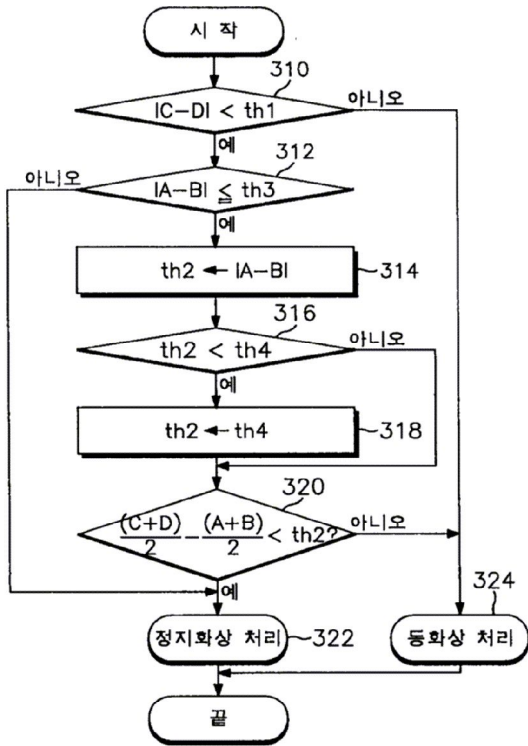 시 작
310
|C-D| < th1
아니오
예
312
아니오
|A-B| ≦ th3
예
th2 ← |A-B|
314
316
th2 < th4
아니오
예
th2 ← th4
318
320
(C+D)/2 - (A+B)/2 < th2?
아니오
예
324
정지화상 처리
322
동화상 처리
끝